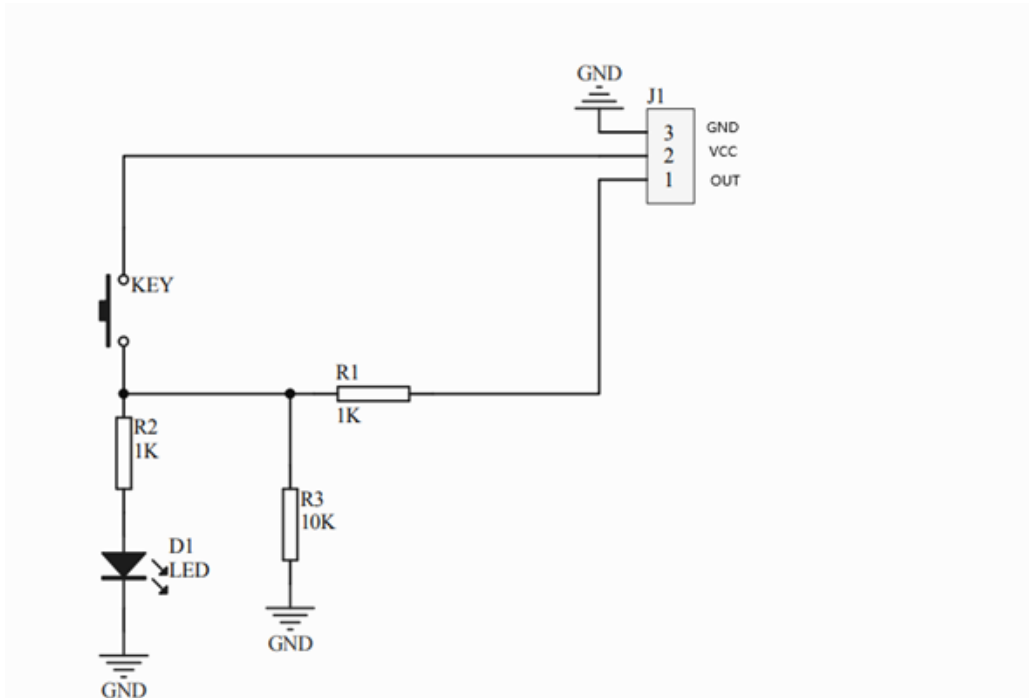 GND
J1
3 GND
2 VCC
1 OUT
KEY
R1
1K
R2
1K
R3
10K
D1
LED
GND
GND